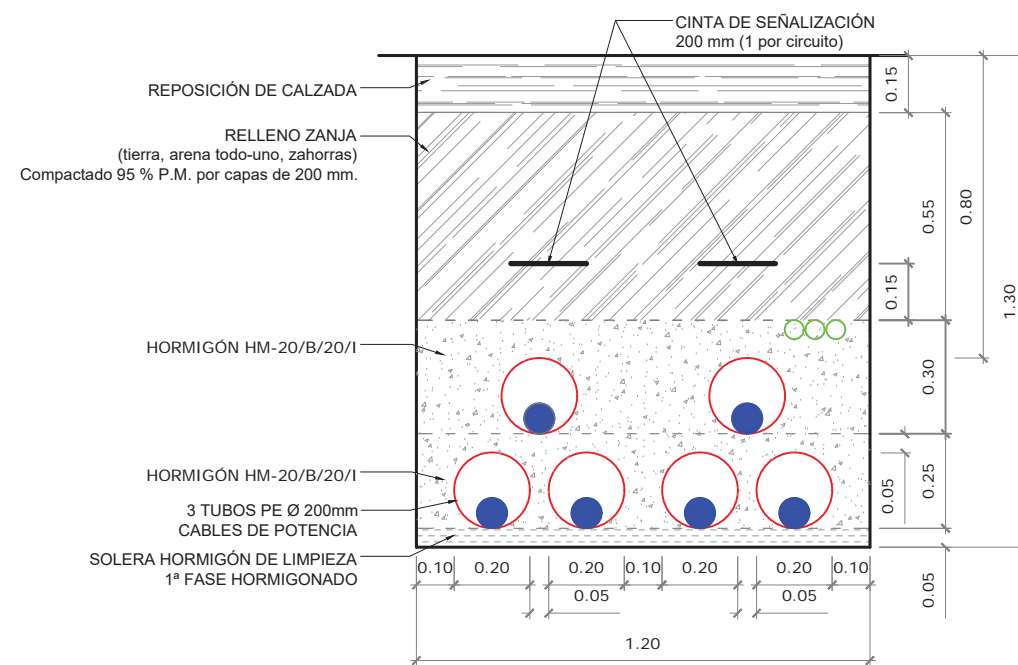 CINTA DE SEÑALIZACIÓN
200 mm (1 por circuito)
REPOSICIÓN DE CALZADA
RELLENO ZANJA
(tierra, arena todo-uno, zahorras)
Compactado 95 % P.M. por capas de 200 mm.
HORMIGÓN HM-20/B/20/I
HORMIGÓN HM-20/B/20/I
3 TUBOS PE Ø 200mm
CABLES DE POTENCIA
SOLERA HORMIGÓN DE LIMPIEZA
1ª FASE HORMIGONADO
0.15
0.55
0.80
0.15
1.30
0.30
0.25
0.05
0.05
0.10
0.20
0.20
0.10
0.20
0.20
0.10
0.05
0.05
1.20